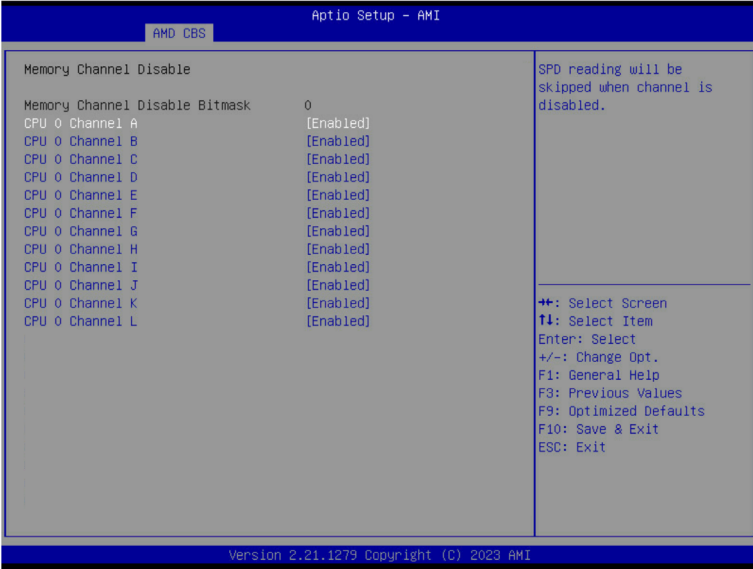 Aptio Setup - AMI
AMD CBS
Memory Channel Disable
Memory Channel Disable Bitmask 0
CPU 0 Channel A [Enabled]
CPU 0 Channel B [Enabled]
CPU 0 Channel C [Enabled]
CPU 0 Channel D [Enabled]
CPU 0 Channel E [Enabled]
CPU 0 Channel F [Enabled]
CPU 0 Channel G [Enabled]
CPU 0 Channel H [Enabled]
CPU 0 Channel I [Enabled]
CPU 0 Channel J [Enabled]
CPU 0 Channel K [Enabled]
CPU 0 Channel L [Enabled]
SPD reading will be
skipped when channel is
disabled.
→←: Select Screen
↑↓: Select Item
Enter: Select
+/-: Change Opt.
F1: General Help
F3: Previous Values
F9: Optimized Defaults
F10: Save & Exit
ESC: Exit
Version 2.21.1279 Copyright (C) 2023 AMI